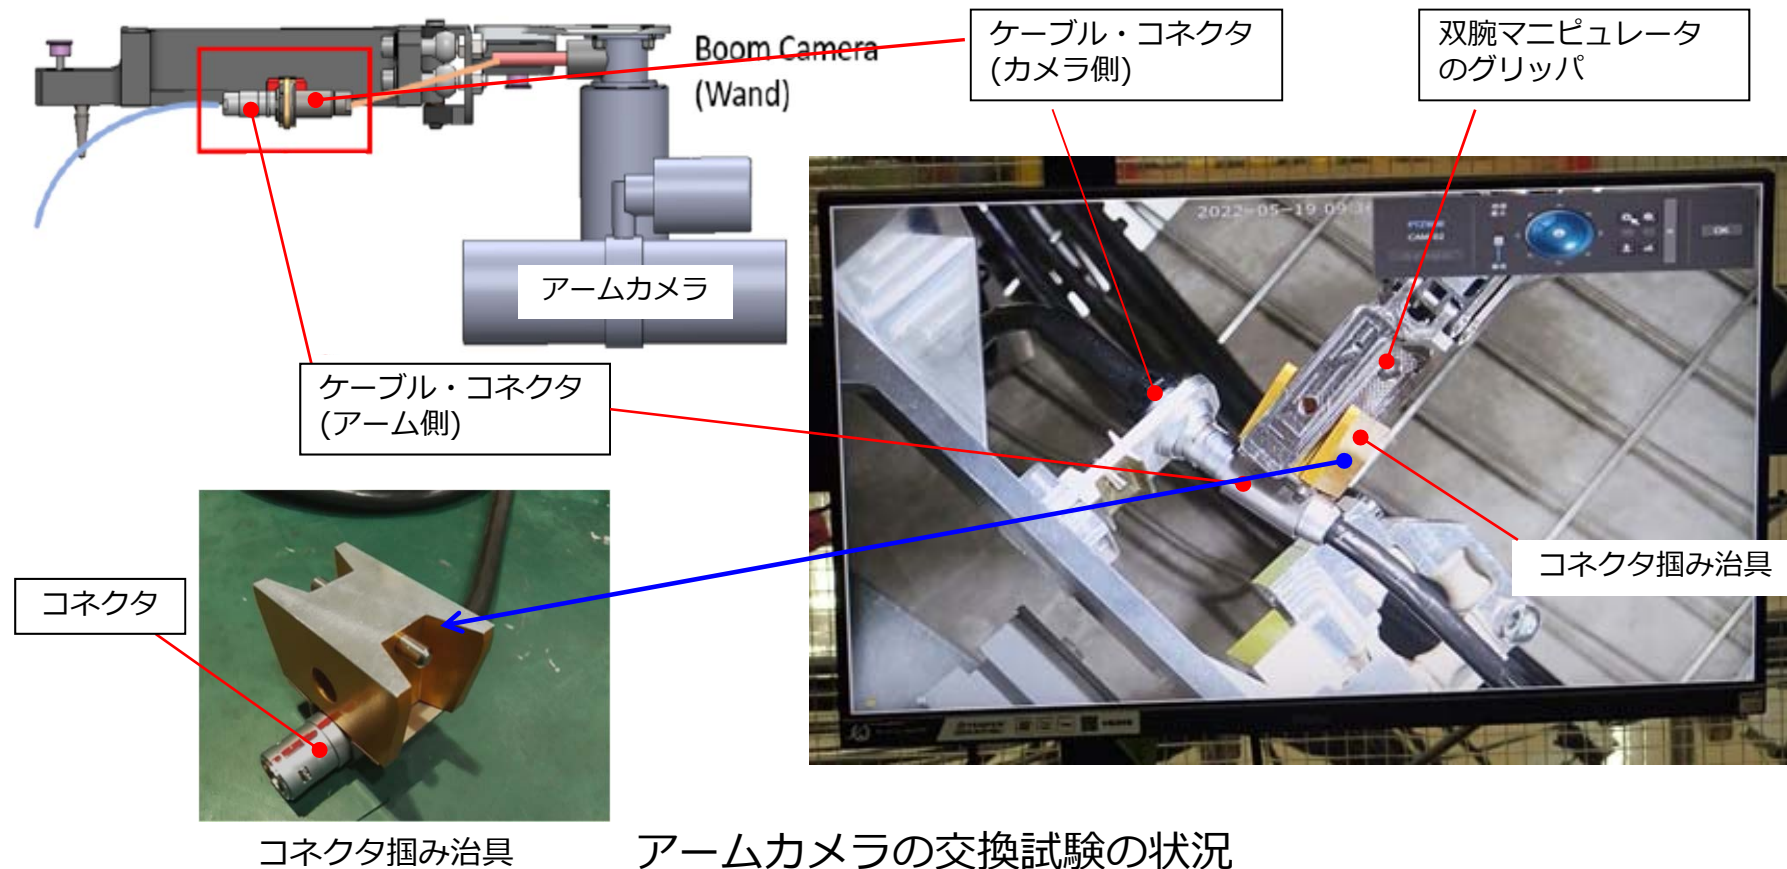 Boom Camera
(Wand)
ケーブル・コネクタ
(カメラ側)
双腕マニピュレータ
のグリッパ
アームカメラ
2022-05-19 09:3
OK
ケーブル・コネクタ
(アーム側)
コネクタ
コネクタ掴み治具
コネクタ掴み治具
アームカメラの交換試験の状況